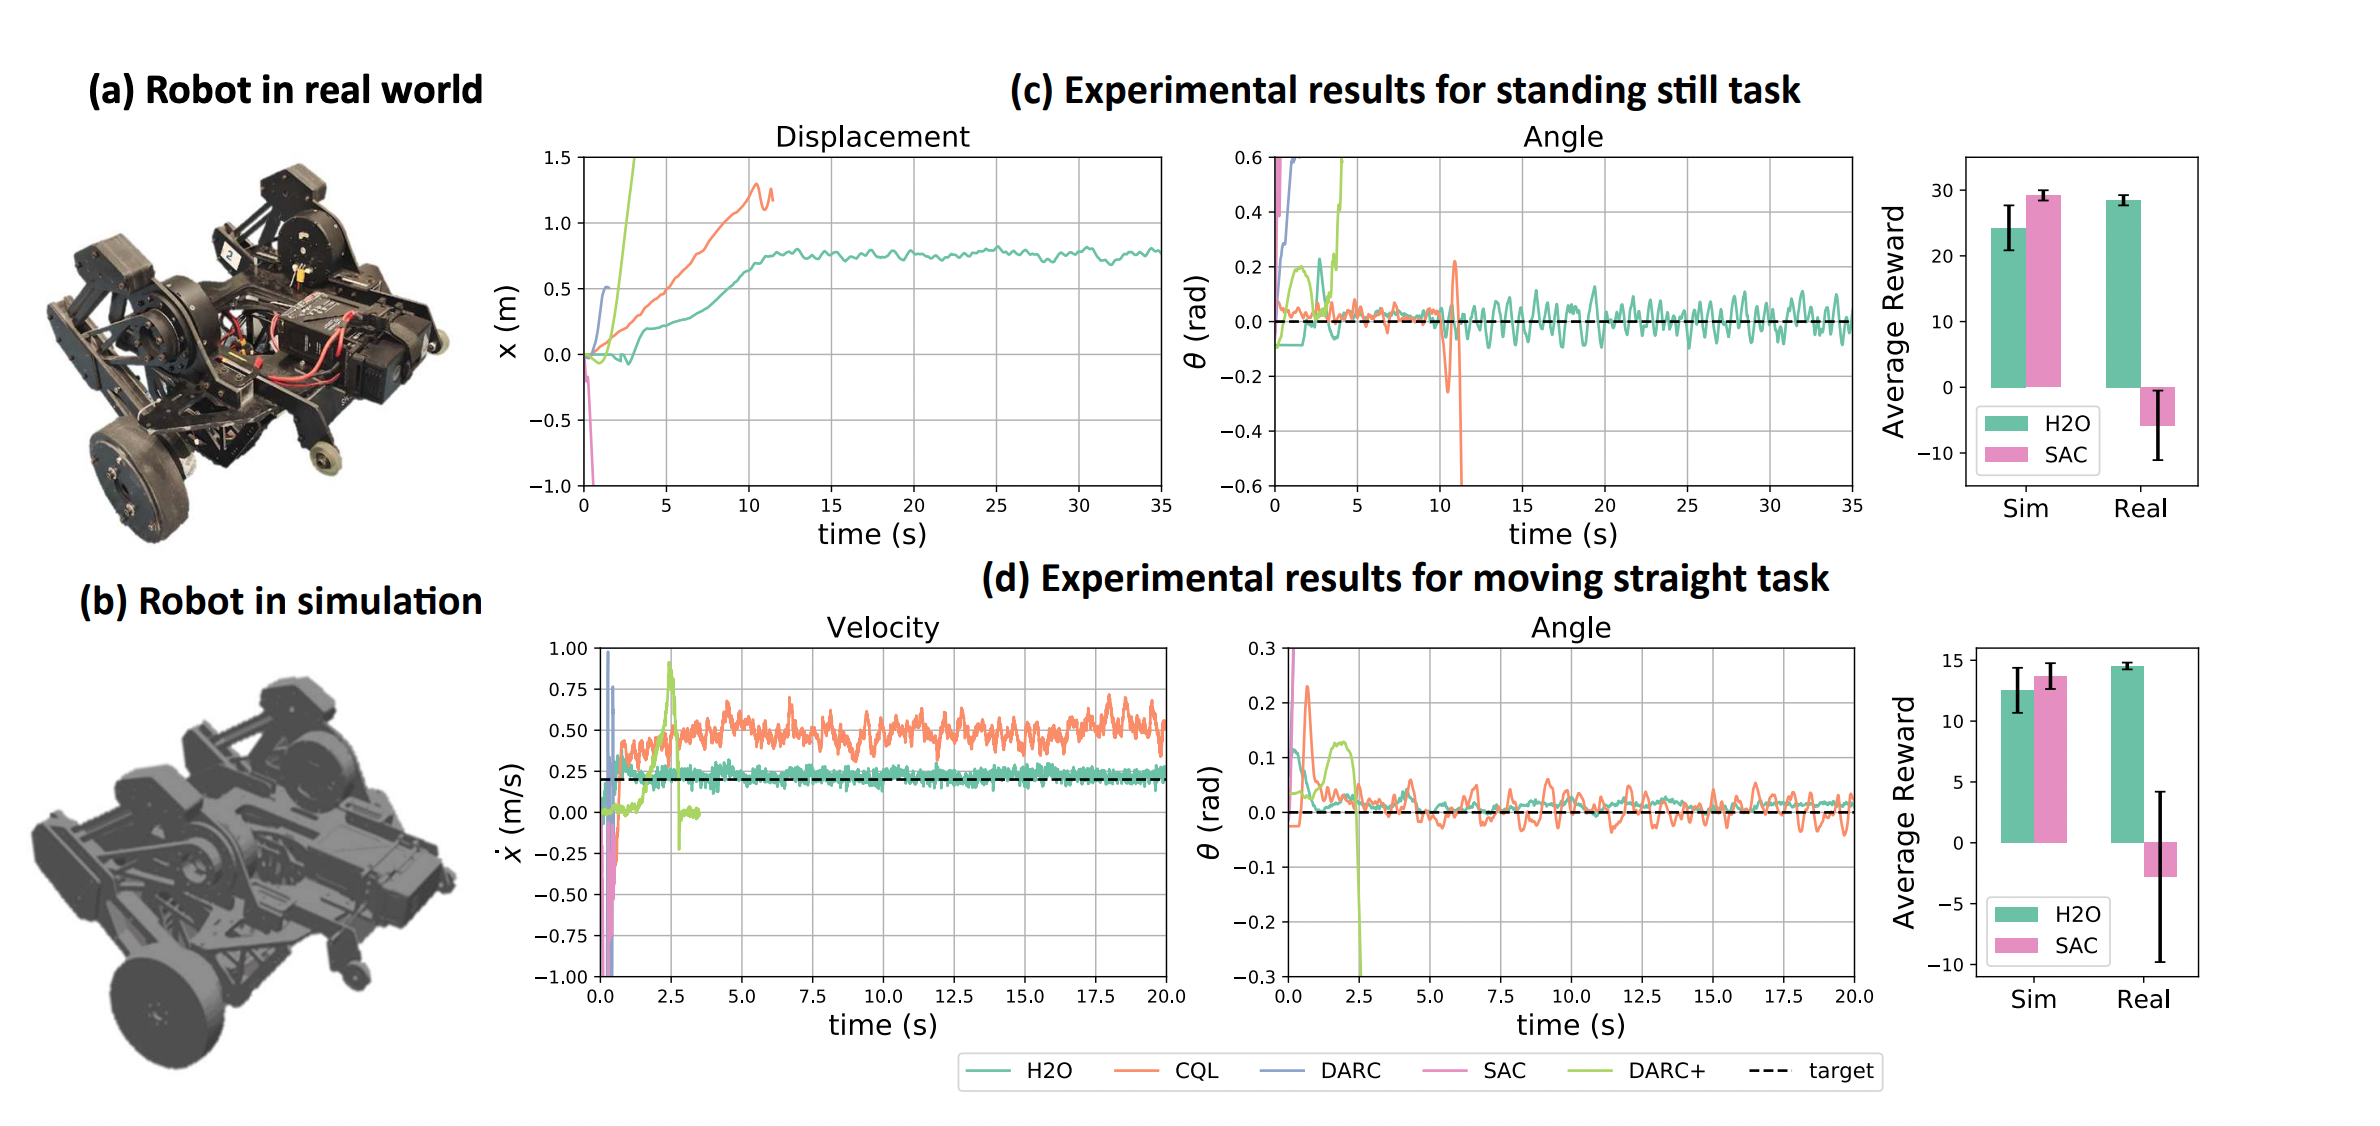 (a) Robot in real world
(c) Experimental results for standing still task
Displacement
1.5
1.0
0.5
0.0
−0.5
−1.0
x (m)
0 5 10 15 20 25 30 35
time (s)
Angle
0.6
0.4
0.2
0.0
−0.2
−0.4
−0.6
θ (rad)
0 5 10 15 20 25 30 35
time (s)
30
20
10
0
−10
Average Reward
H2O
SAC
Sim Real
2
(b) Robot in simulation
(d) Experimental results for moving straight task
Velocity
1.00
0.75
0.50
0.25
0.00
−0.25
−0.50
−0.75
−1.00
ẋ (m/s)
0.0 2.5 5.0 7.5 10.0 12.5 15.0 17.5 20.0
time (s)
Angle
0.3
0.2
0.1
0.0
−0.1
−0.2
−0.3
θ (rad)
0.0 2.5 5.0 7.5 10.0 12.5 15.0 17.5 20.0
time (s)
15
10
5
0
−5
−10
Average Reward
H2O
SAC
Sim Real
H2O CQL DARC SAC DARC+ target